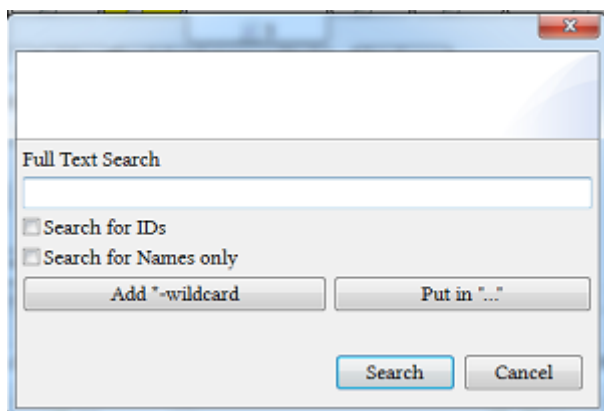 Full Text Search
Search for IDs
Search for Names only
Add *-wildcard Put in "..."
Search Cancel